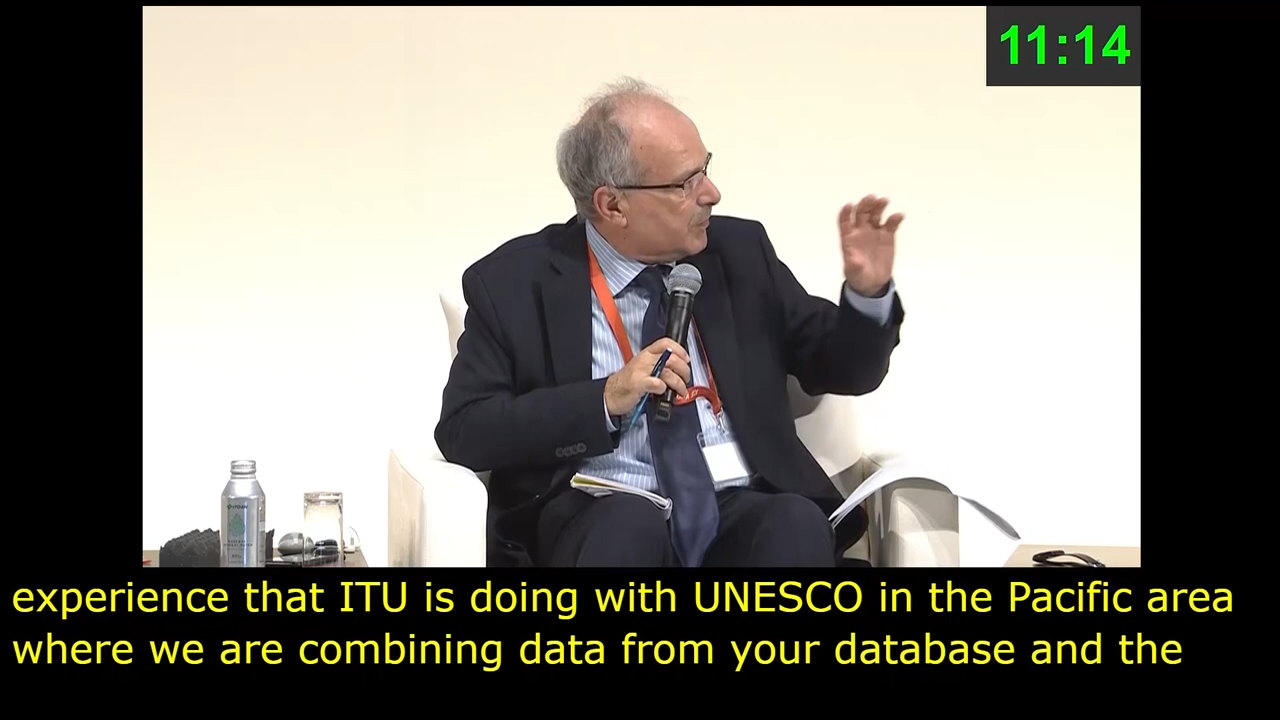 11:14
experience that ITU is doing with UNESCO in the Pacific area
where we are combining data from your database and the